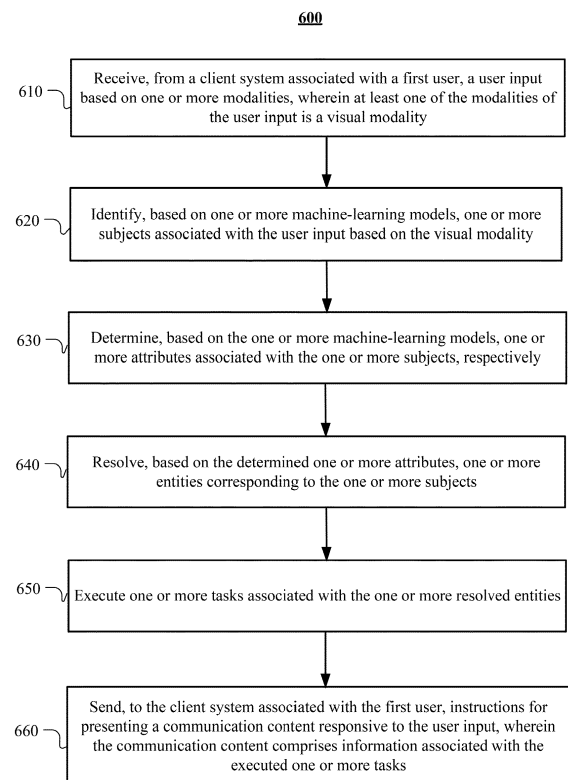 600
610
Receive, from a client system associated with a first user, a user input
based on one or more modalities, wherein at least one of the modalities of
the user input is a visual modality
620
Identify, based on one or more machine-learning models, one or more
subjects associated with the user input based on the visual modality
630
Determine, based on the one or more machine-learning models, one or
more attributes associated with the one or more subjects, respectively
640
Resolve, based on the determined one or more attributes, one or more
entities corresponding to the one or more subjects
650
Execute one or more tasks associated with the one or more resolved entities
660
Send, to the client system associated with the first user, instructions for
presenting a communication content responsive to the user input, wherein
the communication content comprises information associated with the
executed one or more tasks